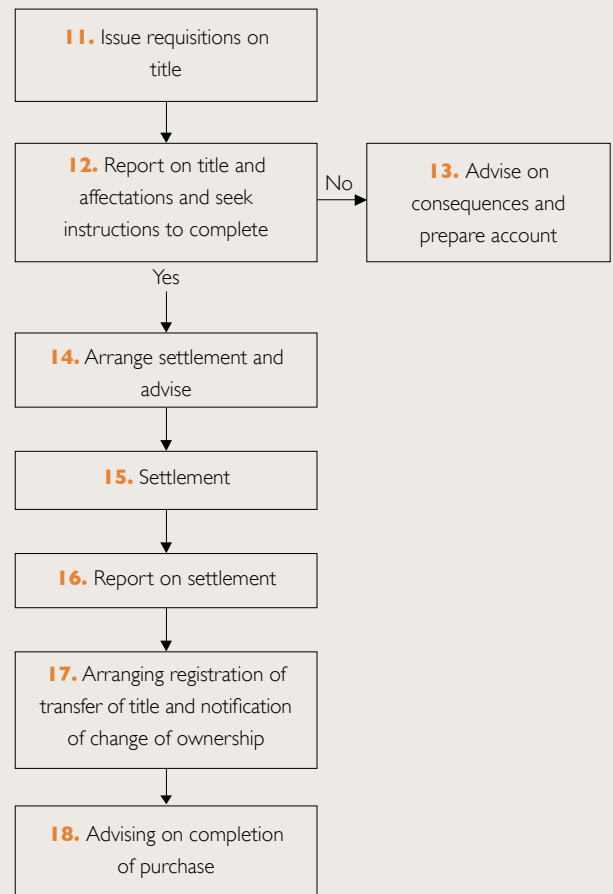 11. Issue requisitions on
title
12. Report on title and
affectations and seek
instructions to complete
No
13. Advise on
consequences and
prepare account
Yes
14. Arrange settlement and
advise
15. Settlement
16. Report on settlement
17. Arranging registration of
transfer of title and notification
of change of ownership
18. Advising on completion
of purchase